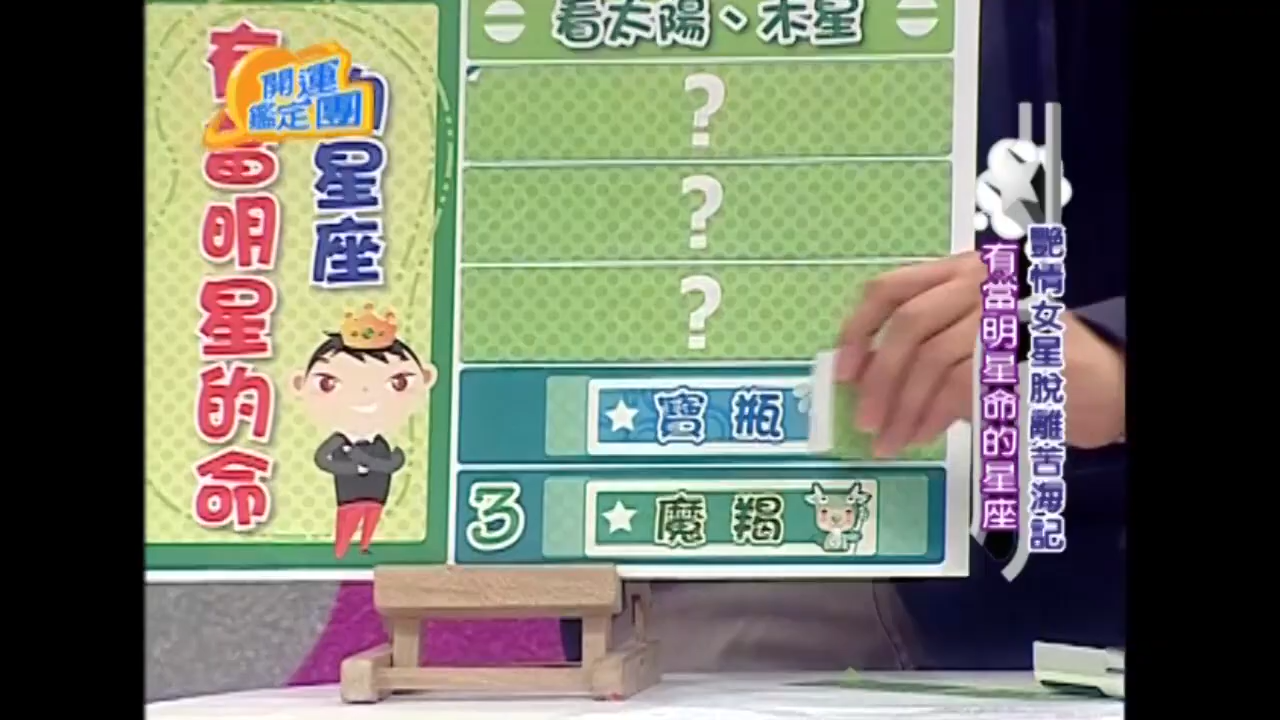 開運
鑑定團
星座
當明星的命
看太陽、木星
?
?
?
寶瓶
3 魔羯
艷情女星脫離苦海記
有當明星命的星座